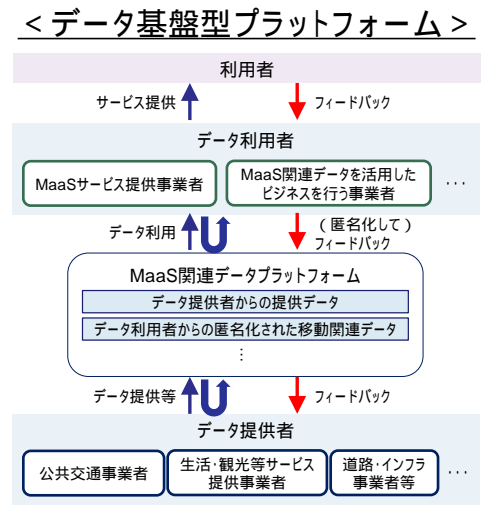 ＜データ基盤型プラットフォーム＞
利用者
サービス提供
フィードバック
データ利用者
MaaSサービス提供事業者
MaaS関連データを活用した
ビジネスを行う事業者
･･･
データ利用
(匿名化して)
フィードバック
MaaS関連データプラットフォーム
データ提供者からの提供データ
データ利用者からの匿名化された移動関連データ
⋮
データ提供等
フィードバック
データ提供者
公共交通事業者
生活･観光等サービス
提供事業者
道路･インフラ
事業者等
･･･